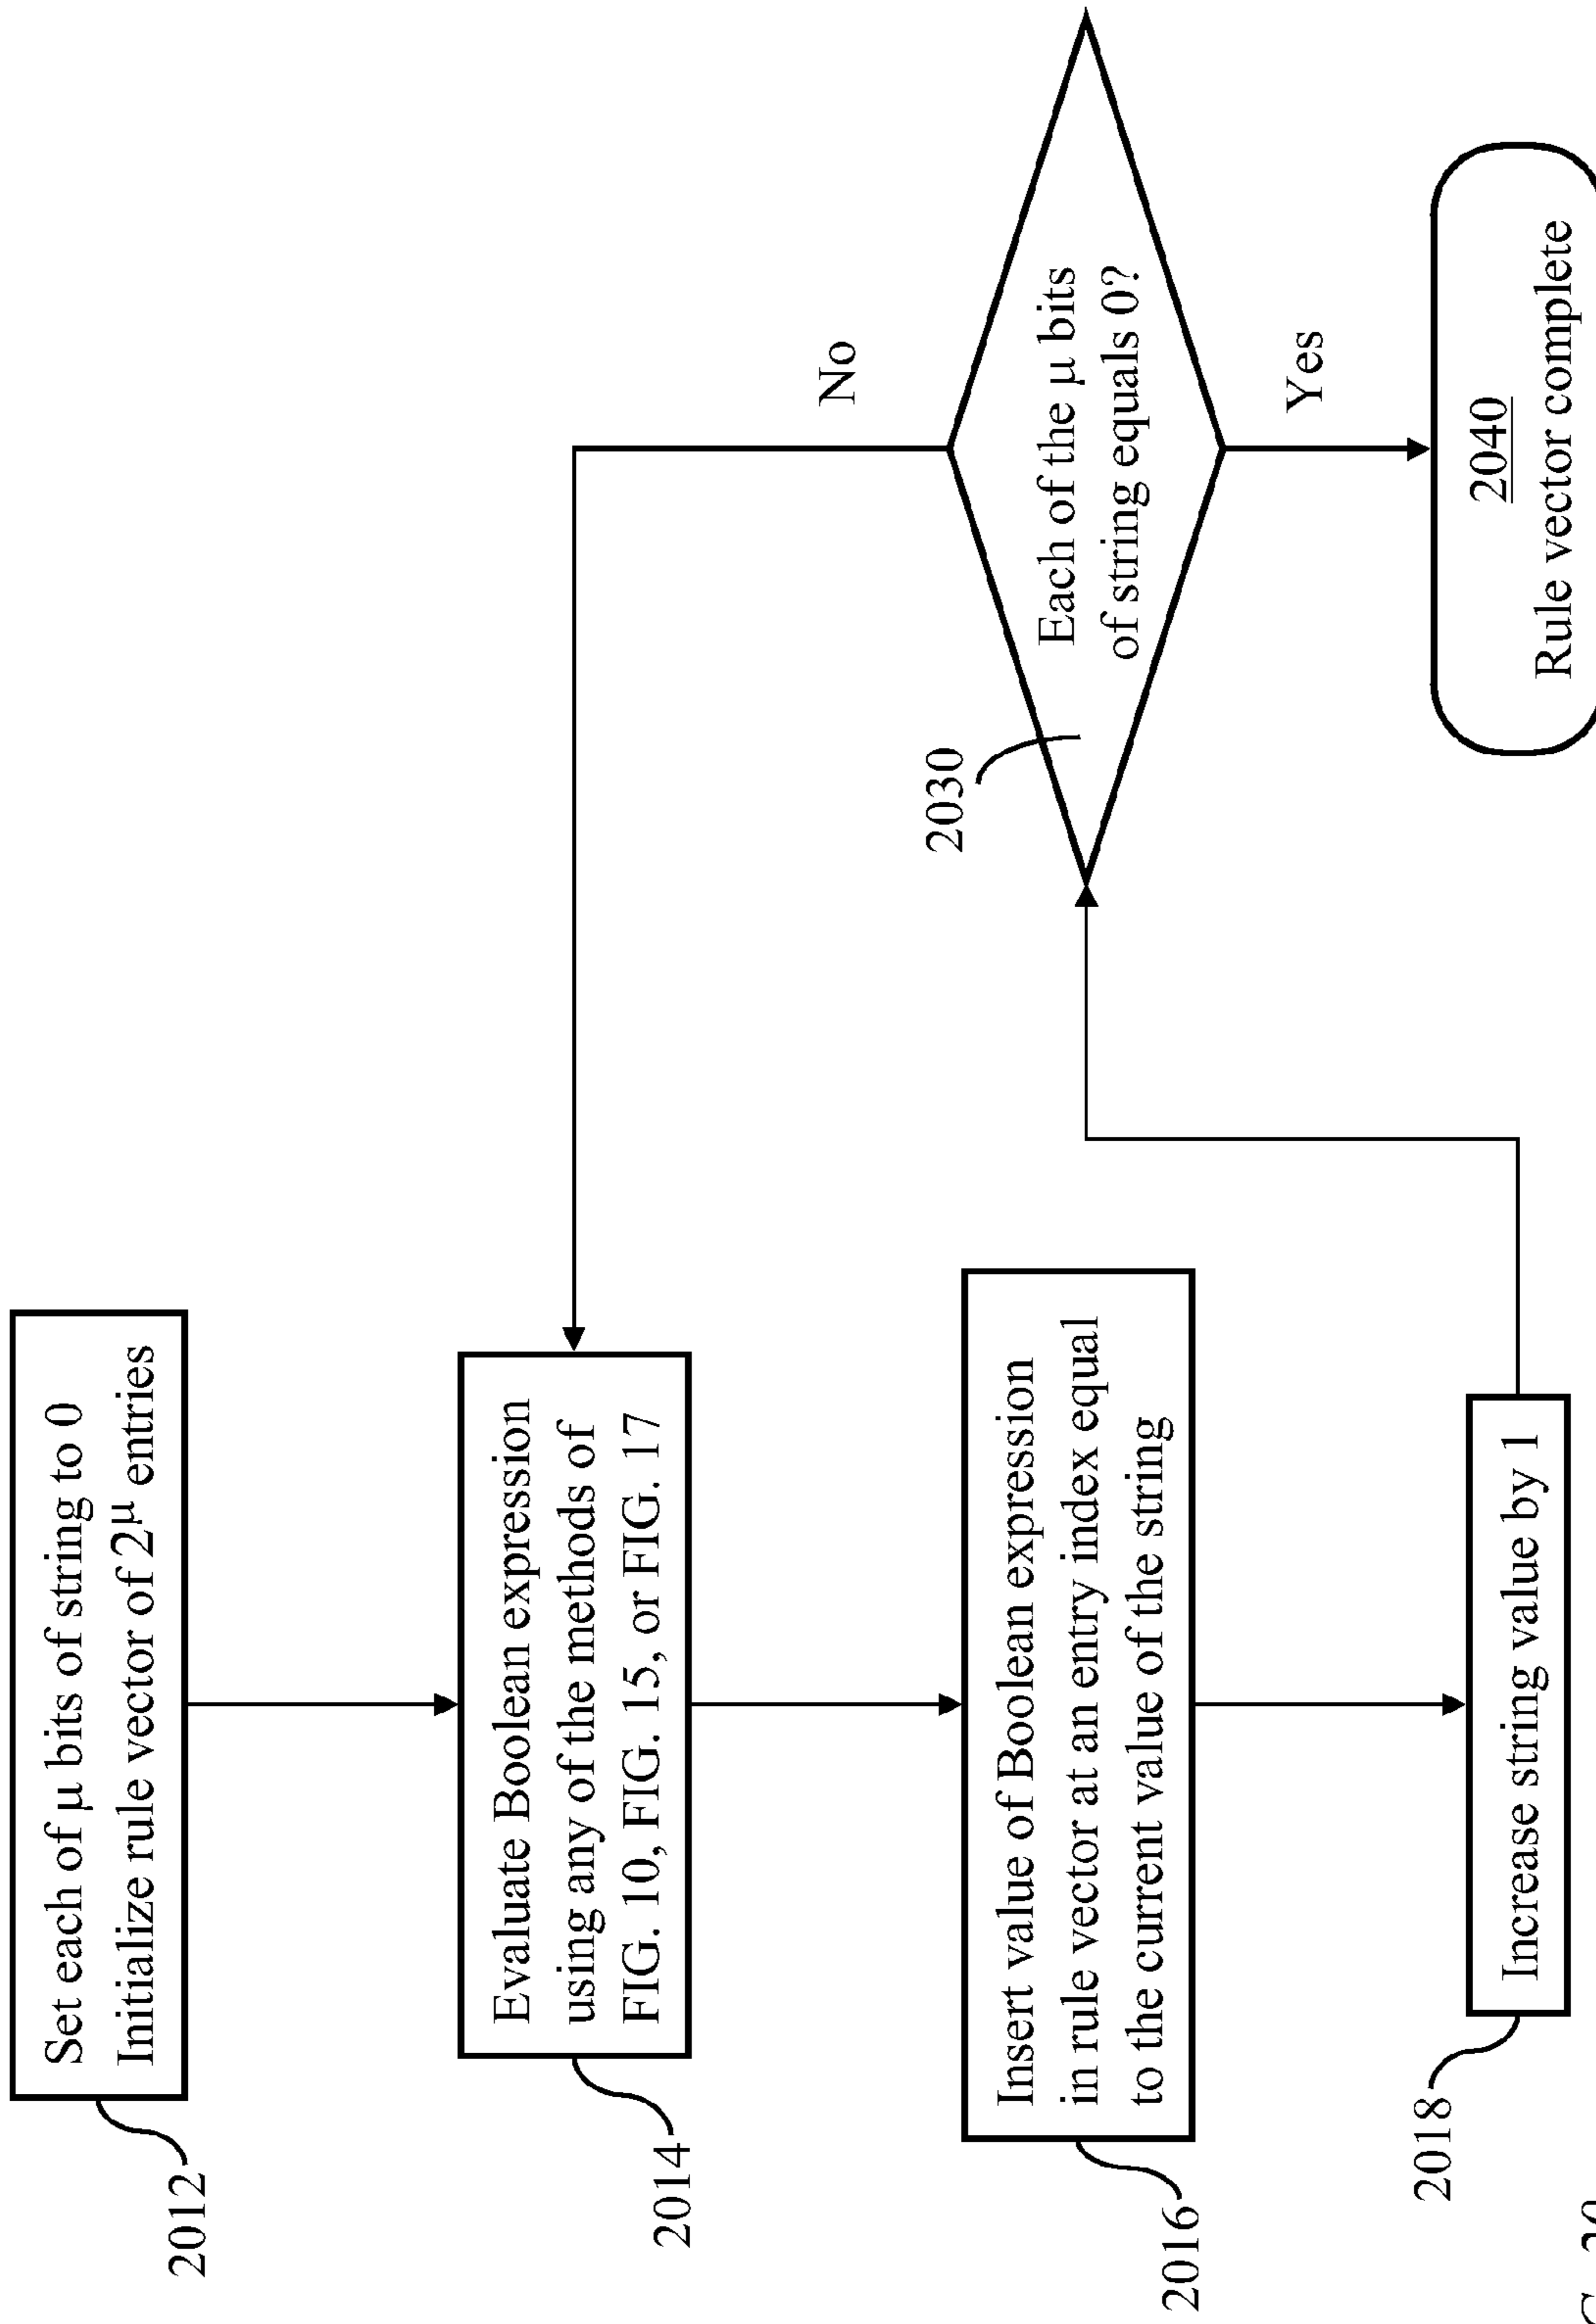 2012
Set each of μ bits of string to 0
Initialize rule vector of 2^μ entries
2014
Evaluate Boolean expression
using any of the methods of
FIG. 10, FIG. 15, or FIG. 17
2016
Insert value of Boolean expression
in rule vector at an entry index equal
to the current value of the string
2018
Increase string value by 1
2030
Each of the μ bits
of string equals 0?
No
Yes
2040
Rule vector complete